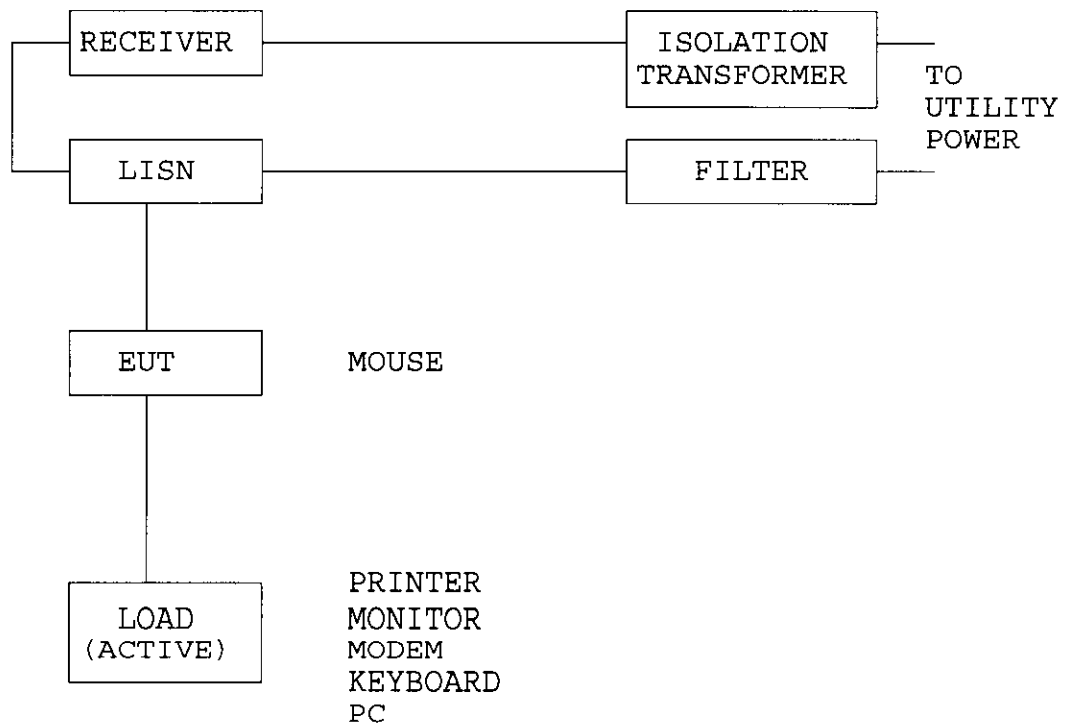 RECEIVER
ISOLATION
TRANSFORMER
TO
UTILITY
POWER
LISN
FILTER
EUT
MOUSE
LOAD
(ACTIVE)
PRINTER
MONITOR
MODEM
KEYBOARD
PC